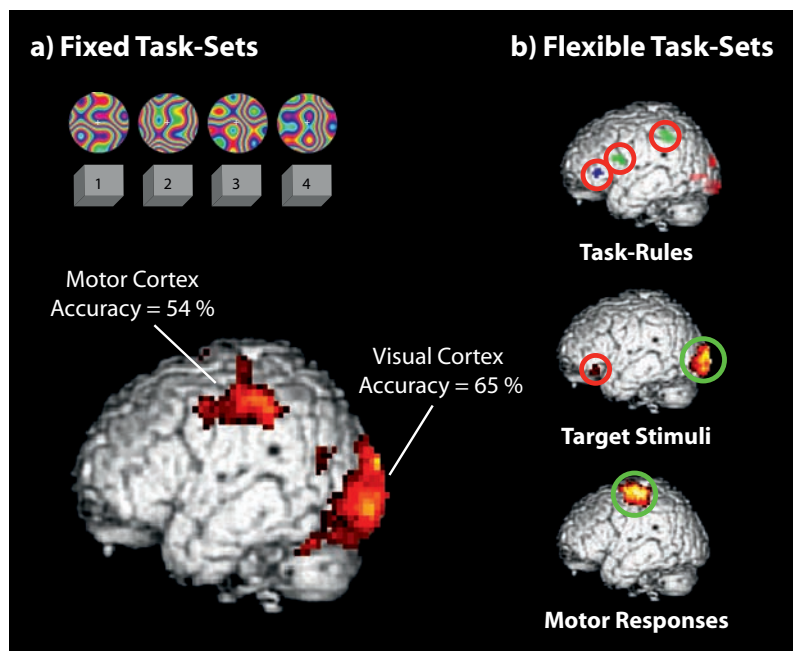 a) Fixed Task-Sets
1 2 3 4
Motor Cortex
Accuracy = 54 %
Visual Cortex
Accuracy = 65 %
b) Flexible Task-Sets
Task-Rules
Target Stimuli
Motor Responses